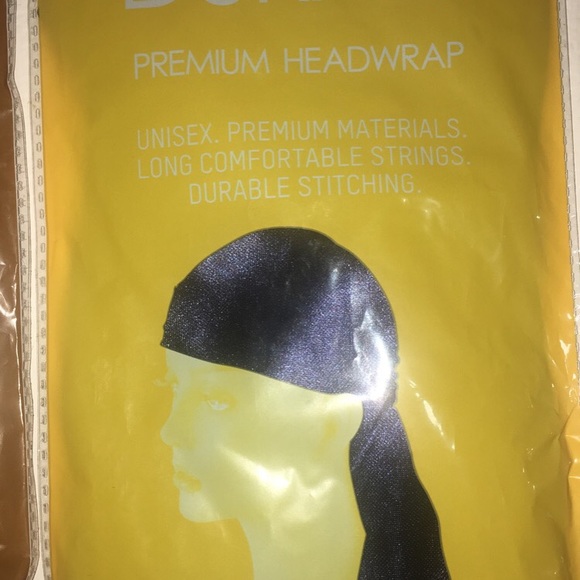 PREMIUM HEADWRAP
UNISEX. PREMIUM MATERIALS.
LONG COMFORTABLE STRINGS.
DURABLE STITCHING.